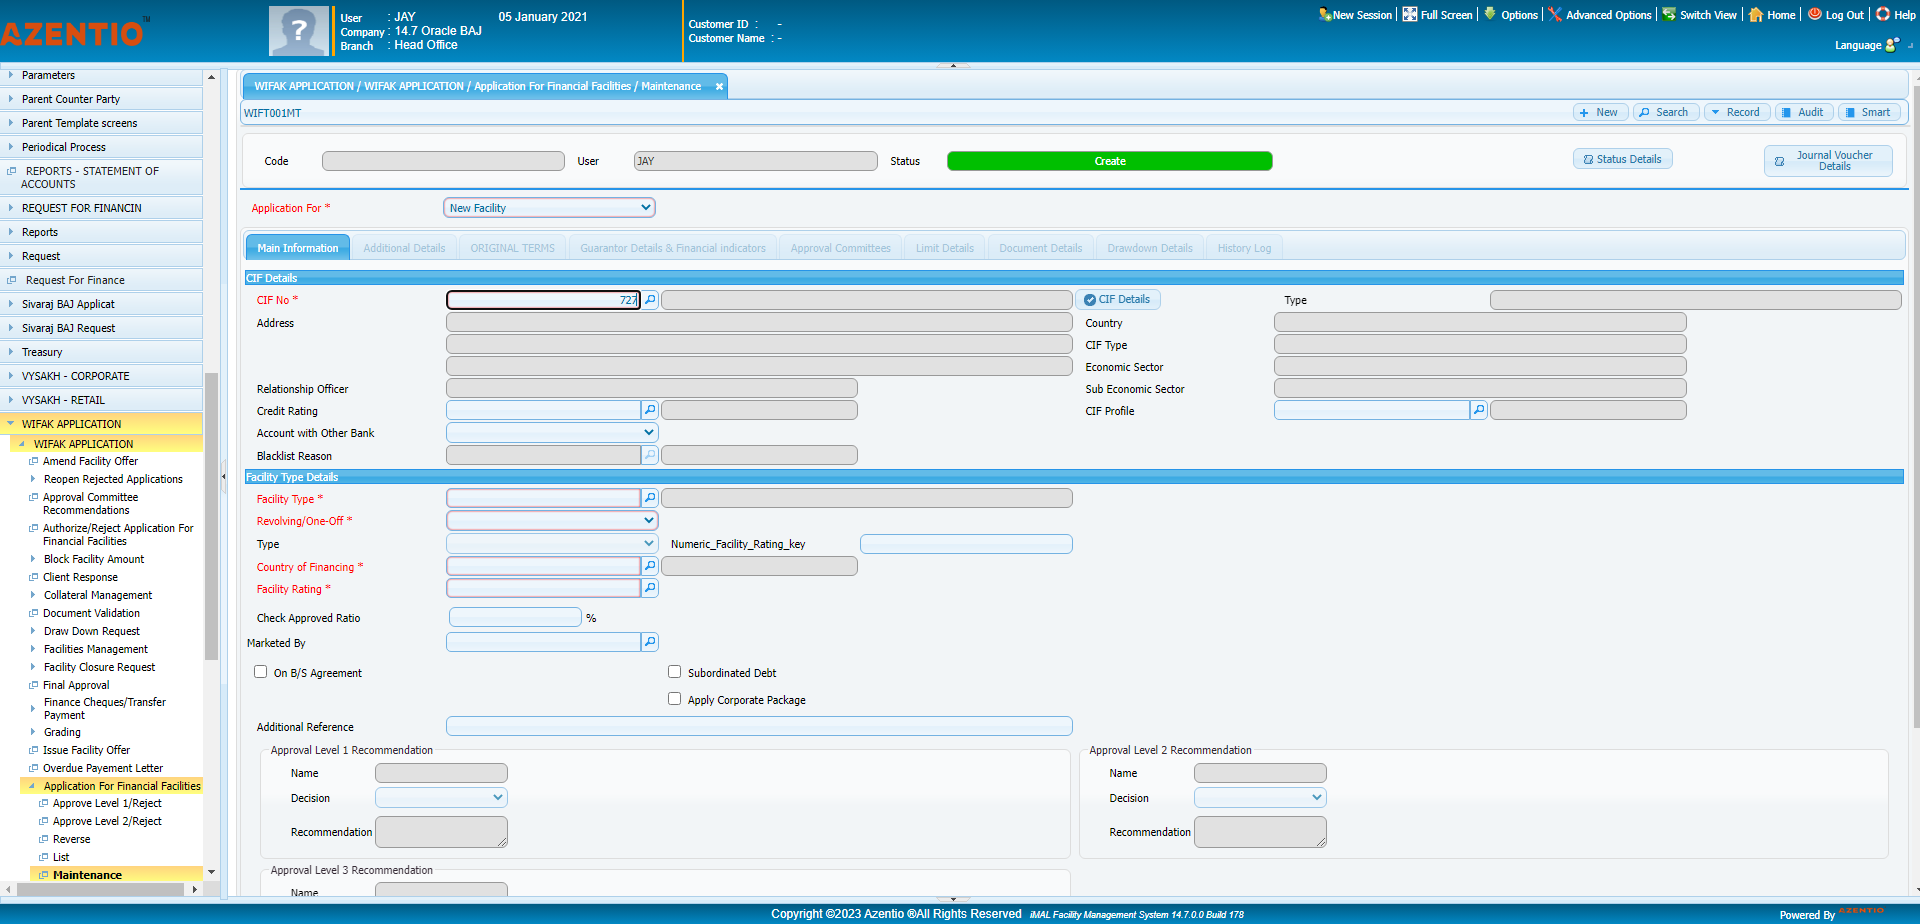 AZENTIO™
User : JAY 05 January 2021
Company : 14.7 Oracle BAJ
Branch : Head Office
Customer ID : -
Customer Name : -
New Session
Full Screen
Options
Advanced Options
Switch View
Home
Log Out
Help
Language
Parameters
Parent Counter Party
Parent Template screens
Periodical Process
REPORTS - STATEMENT OF
ACCOUNTS
REQUEST FOR FINANCIN
Reports
Request
Request For Finance
Sivaraj BAJ Applicat
Sivaraj BAJ Request
Treasury
VYSAKH - CORPORATE
VYSAKH - RETAIL
WIFAK APPLICATION
WIFAK APPLICATION
Amend Facility Offer
Reopen Rejected Applications
Approval Committee
Recommendations
Authorize/Reject Application For
Financial Facilities
Block Facility Amount
Client Response
Collateral Management
Document Validation
Draw Down Request
Facilities Management
Facility Closure Request
Final Approval
Finance Cheques/Transfer
Payment
Grading
Issue Facility Offer
Overdue Payement Letter
Application For Financial Facilities
Approve Level 1/Reject
Approve Level 2/Reject
Reverse
List
Maintenance
WIFAK APPLICATION / WIFAK APPLICATION / Application For Financial Facilities / Maintenance
WIFT001MT
New
Search
Record
Audit
Smart
Code
User JAY
Status Create
Status Details
Journal Voucher
Details
Application For * New Facility
Main Information
Additional Details
ORIGINAL TERMS
Guarantor Details & Financial indicators
Approval Committees
Limit Details
Document Details
Drawdown Details
History Log
CIF Details
CIF No * 727
CIF Details
Type
Address
Country
CIF Type
Economic Sector
Relationship Officer
Sub Economic Sector
Credit Rating
CIF Profile
Account with Other Bank
Blacklist Reason
Facility Type Details
Facility Type *
Revolving/One-Off *
Type
Numeric_Facility_Rating_key
Country of Financing *
Facility Rating *
Check Approved Ratio %
Marketed By
On B/S Agreement
Subordinated Debt
Apply Corporate Package
Additional Reference
Approval Level 1 Recommendation
Name
Decision
Recommendation
Approval Level 2 Recommendation
Name
Decision
Recommendation
Approval Level 3 Recommendation
Name
Copyright ©2023 Azentio ®All Rights Reserved iMAL Facility Management System 14.7.0.0 Build 178
Powered By AZENTIO